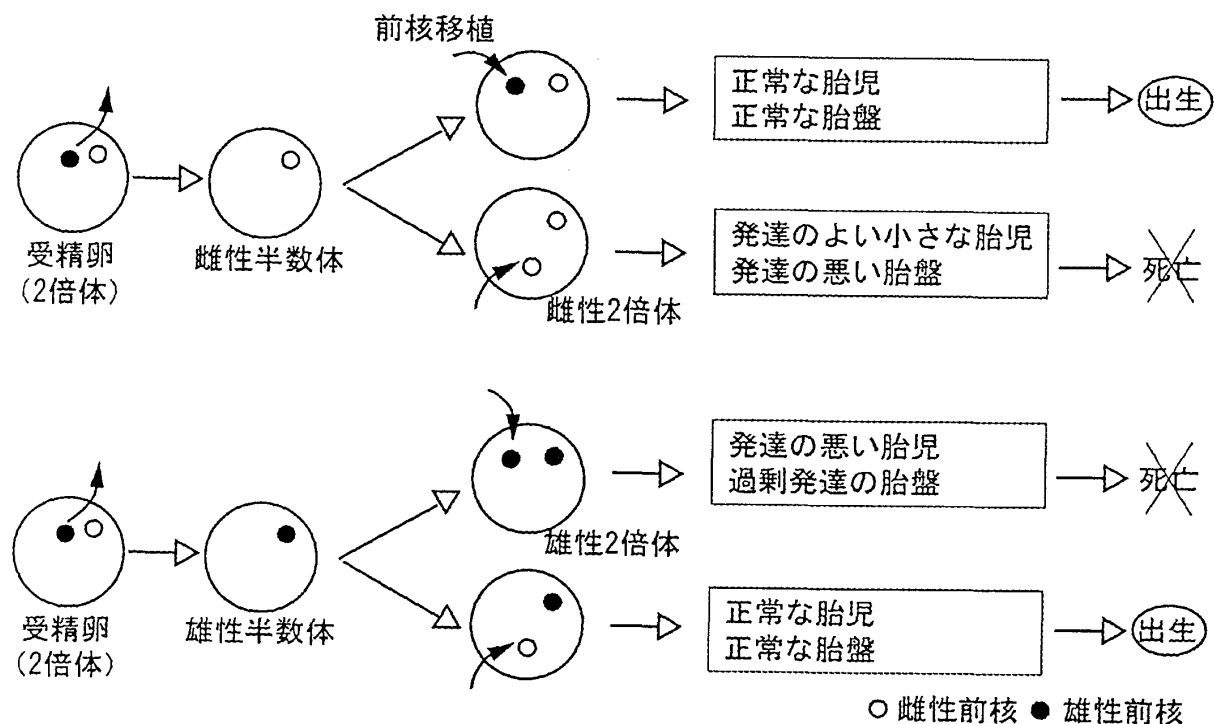 前核移植
正常な胎児
正常な胎盤
出生
受精卵
(2倍体)
雌性半数体
発達のよい小さな胎児
発達の悪い胎盤
死亡
雌性2倍体
発達の悪い胎児
過剰発達の胎盤
死亡
雄性2倍体
受精卵
(2倍体)
雄性半数体
正常な胎児
正常な胎盤
出生
○ 雌性前核 ● 雄性前核